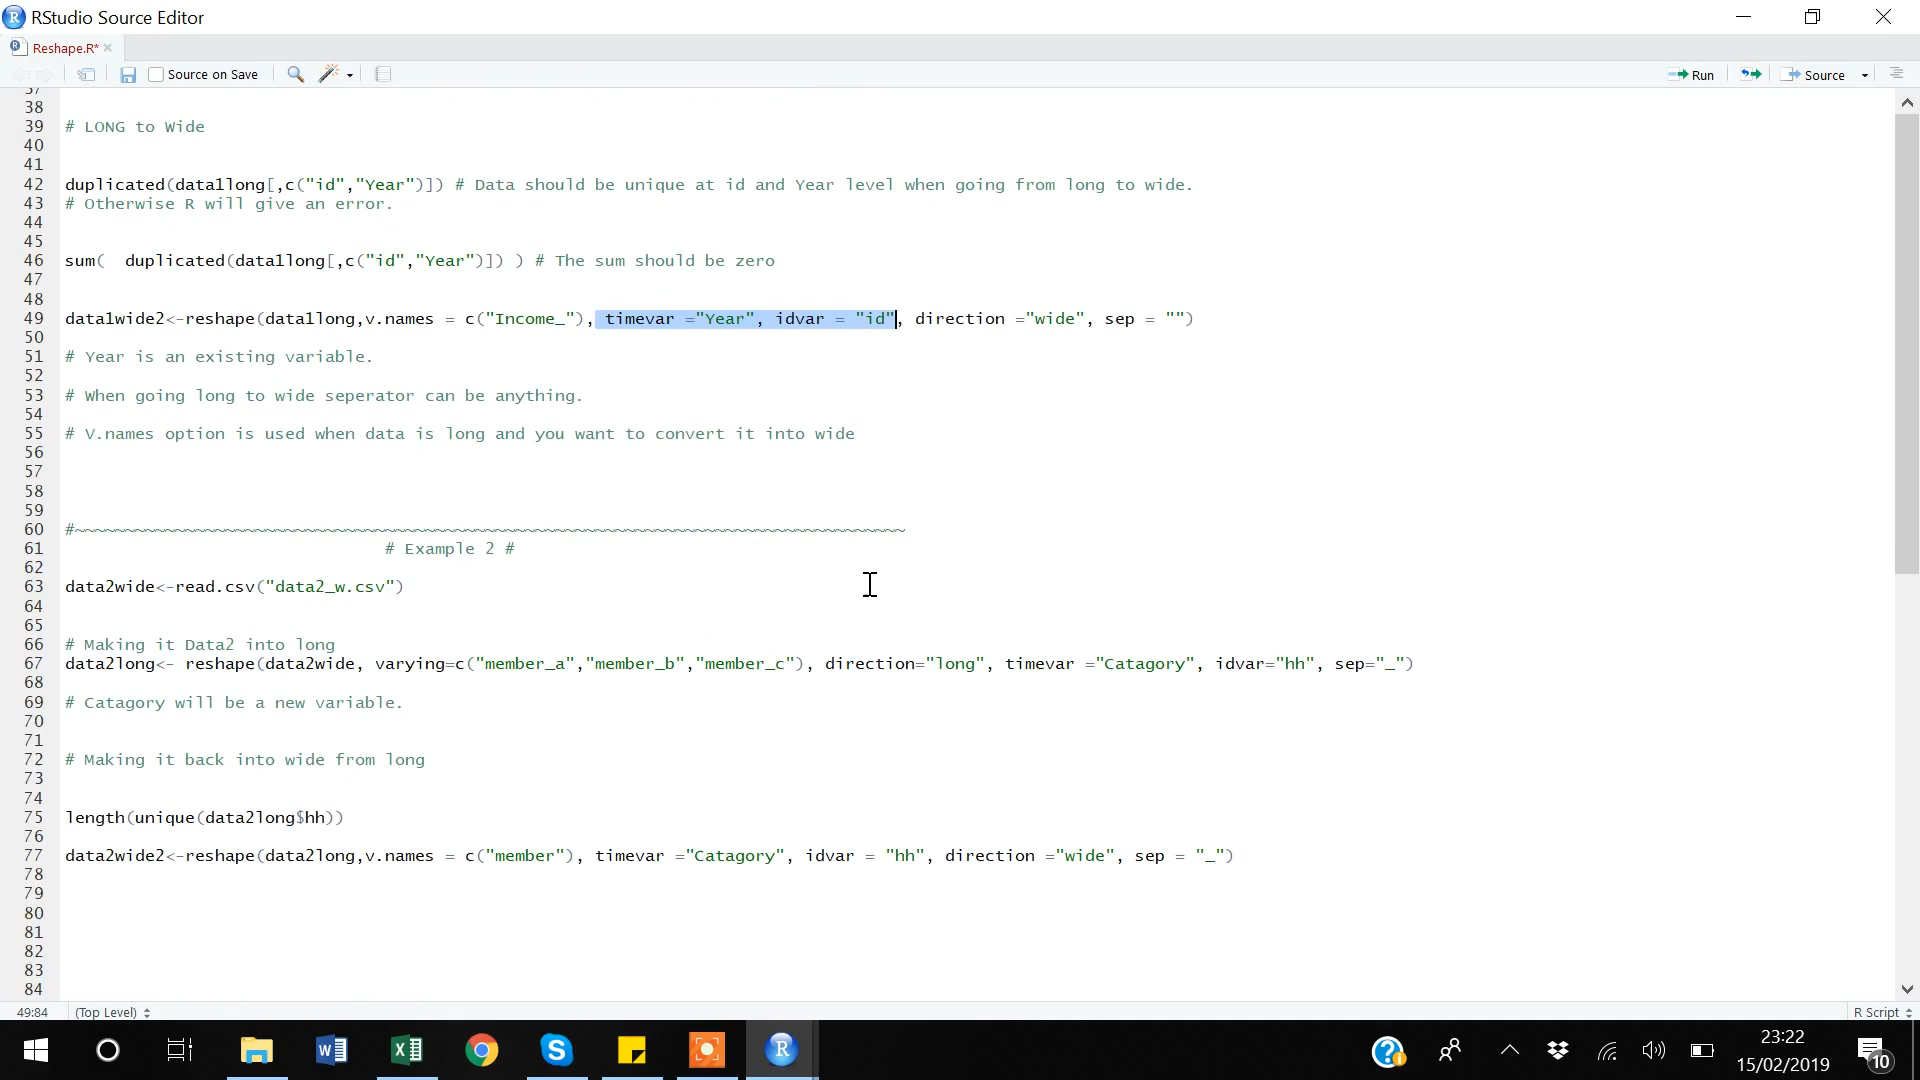 RStudio Source Editor
Reshape.R*
Source on Save
Run
Source
37
38
39 # LONG to Wide
40
41
42 duplicated(data1long[,c("id","Year")]) # Data should be unique at id and Year level when going from long to wide.
43 # Otherwise R will give an error.
44
45
46 sum(  duplicated(data1long[,c("id","Year")]) ) # The sum should be zero
47
48
49 data1wide2<-reshape(data1long,v.names = c("Income_"), timevar ="Year", idvar = "id", direction ="wide", sep = "")
50
51 # Year is an existing variable.
52
53 # When going long to wide seperator can be anything.
54
55 # V.names option is used when data is long and you want to convert it into wide
56
57
58
59
60 #~~~~~~~~~~~~~~~~~~~~~~~~~~~~~~~~~~~~~~~~~~~~~~~~~~~~~~~~~~~~~~~~~~~~~~~~~~~~~~~~~~~
61 # Example 2 #
62
63 data2wide<-read.csv("data2_w.csv")
64
65
66 # Making it Data2 into long
67 data2long<- reshape(data2wide, varying=c("member_a","member_b","member_c"), direction="long", timevar ="Catagory", idvar="hh", sep="_")
68
69 # Catagory will be a new variable.
70
71
72 # Making it back into wide from long
73
74
75 length(unique(data2long$hh))
76
77 data2wide2<-reshape(data2long,v.names = c("member"), timevar ="Catagory", idvar = "hh", direction ="wide", sep = "_")
78
79
80
81
82
83
84
49:84 (Top Level)
R Script
23:22
15/02/2019
10